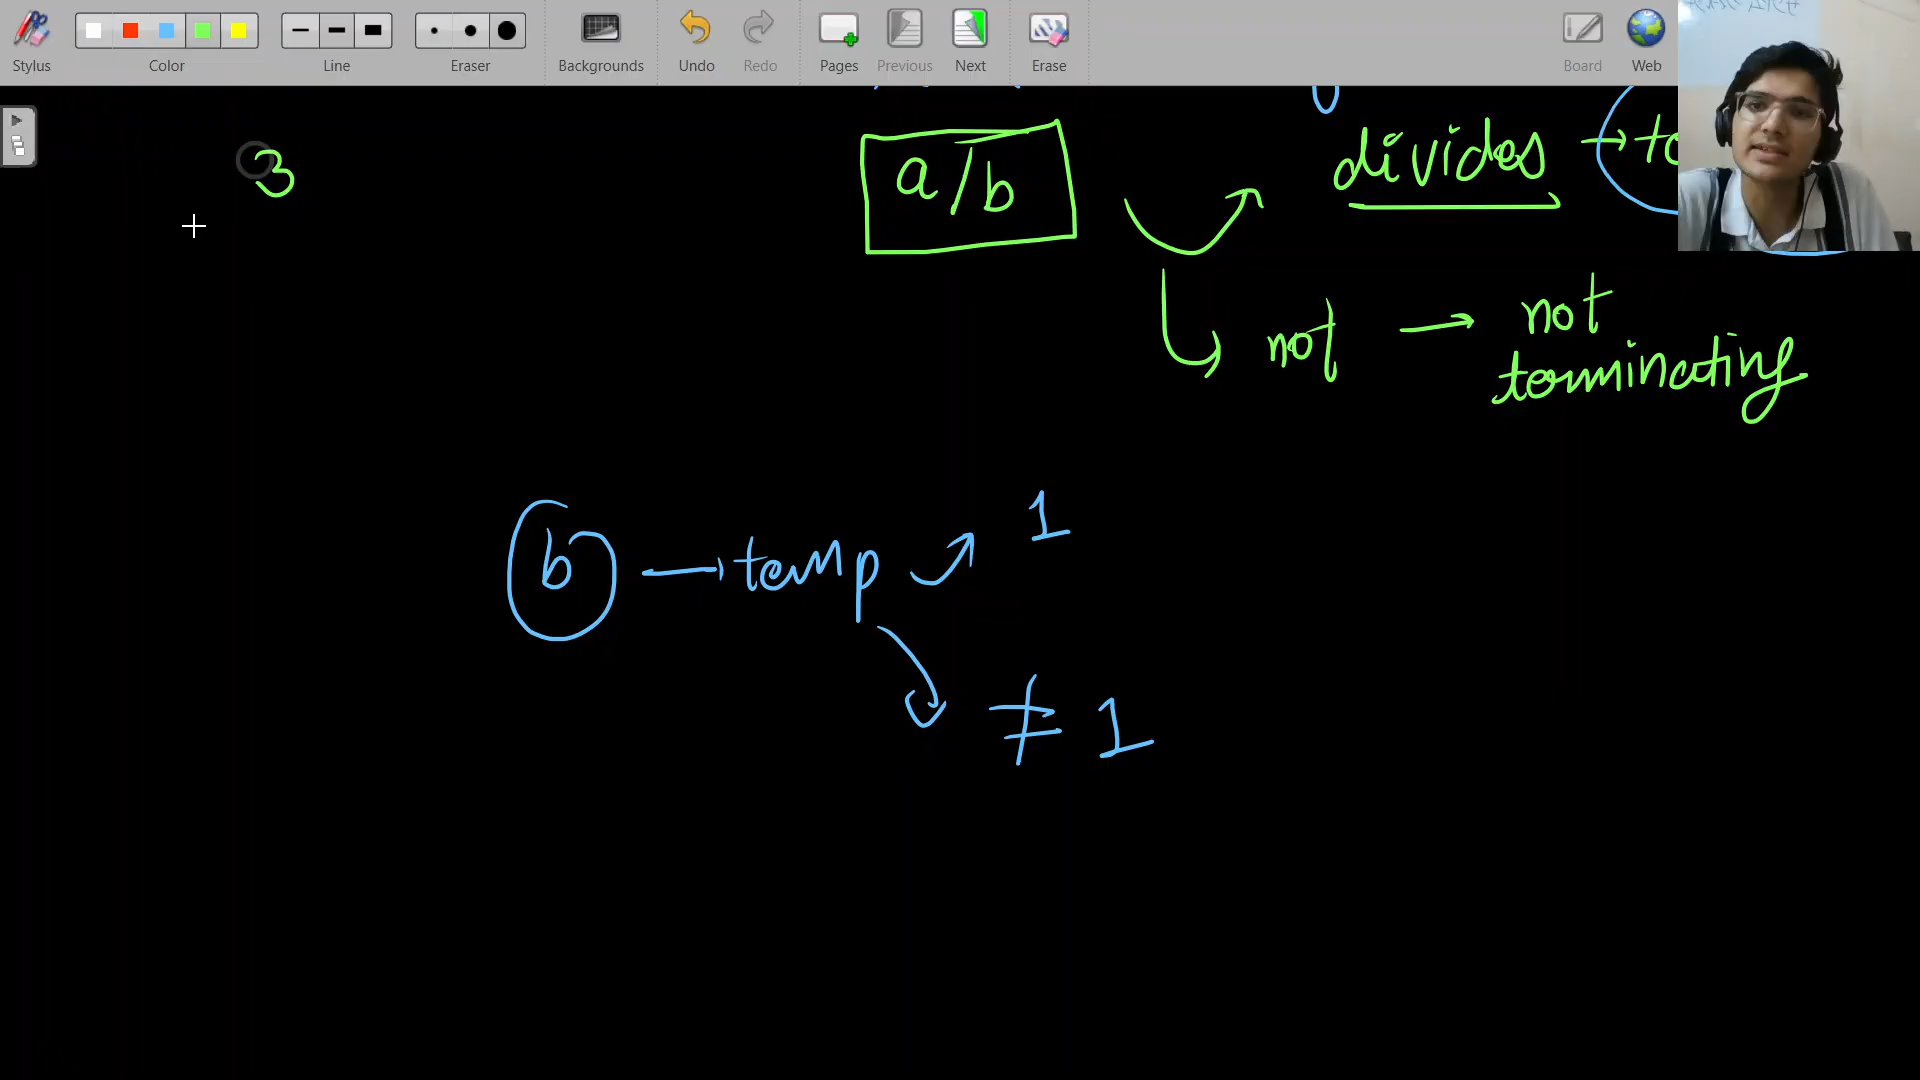 Stylus
Color
Line
Eraser
Backgrounds
Undo
Redo
Pages
Previous
Next
Erase
Board
Web
3
a/b
divides →
not → not
terminating
b → temp
1
≠ 1